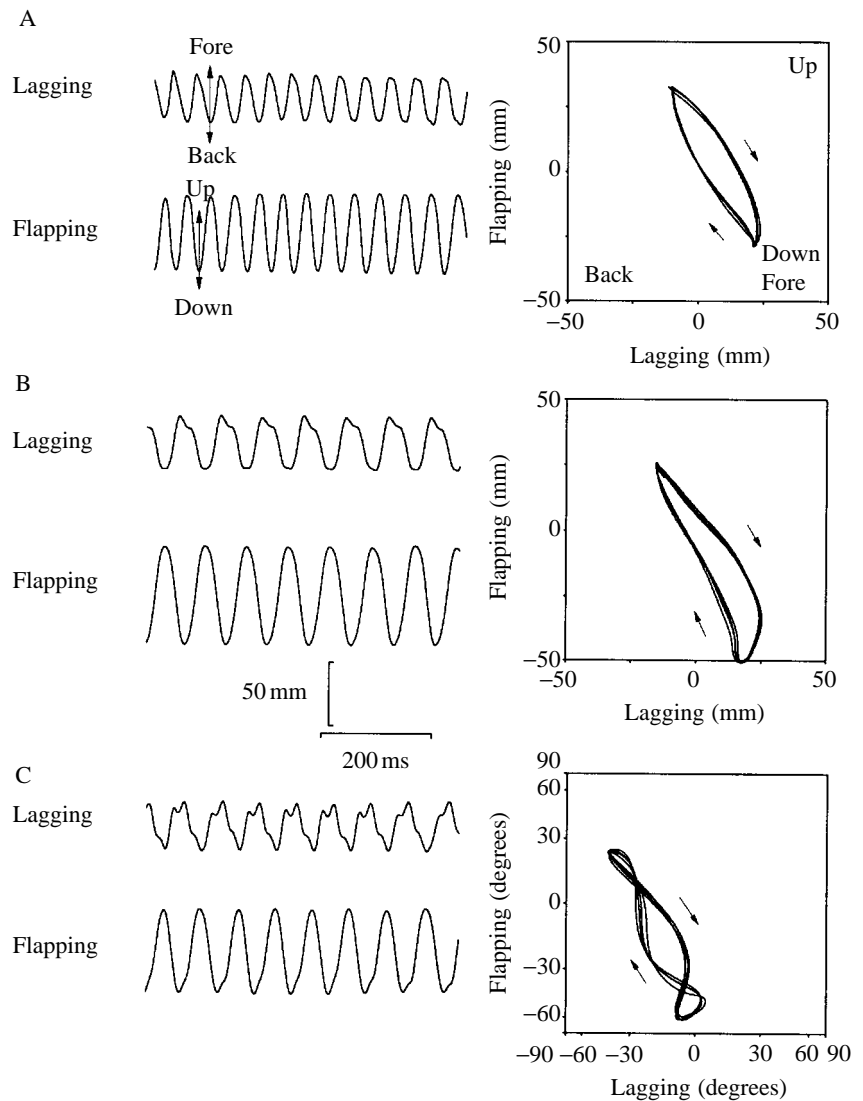 A
Fore
Lagging
Back
Up
Flapping
Down
50
0
−50
Flapping (mm)
Up
Down
Fore
Back
−50 0 50
Lagging (mm)
B
Lagging
Flapping
50 mm
200 ms
50
0
−50
Flapping (mm)
−50 0 50
Lagging (mm)
C
Lagging
Flapping
90
60
30
0
−30
−60
Flapping (degrees)
−90 −60 −30 0 30 60 90
Lagging (degrees)